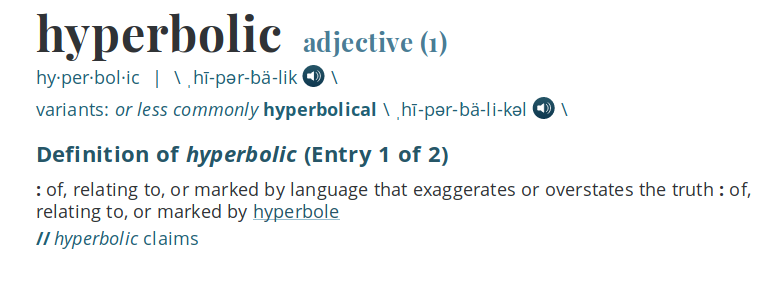 hyperbolic adjective (1)
hy·per·bol·ic | \ ˌhī-pər-bä-lik \
variants: or less commonly hyperbolical \ ˌhī-pər-bä-li-kəl \
Definition of hyperbolic (Entry 1 of 2)
: of, relating to, or marked by language that exaggerates or overstates the truth : of,
relating to, or marked by hyperbole
// hyperbolic claims